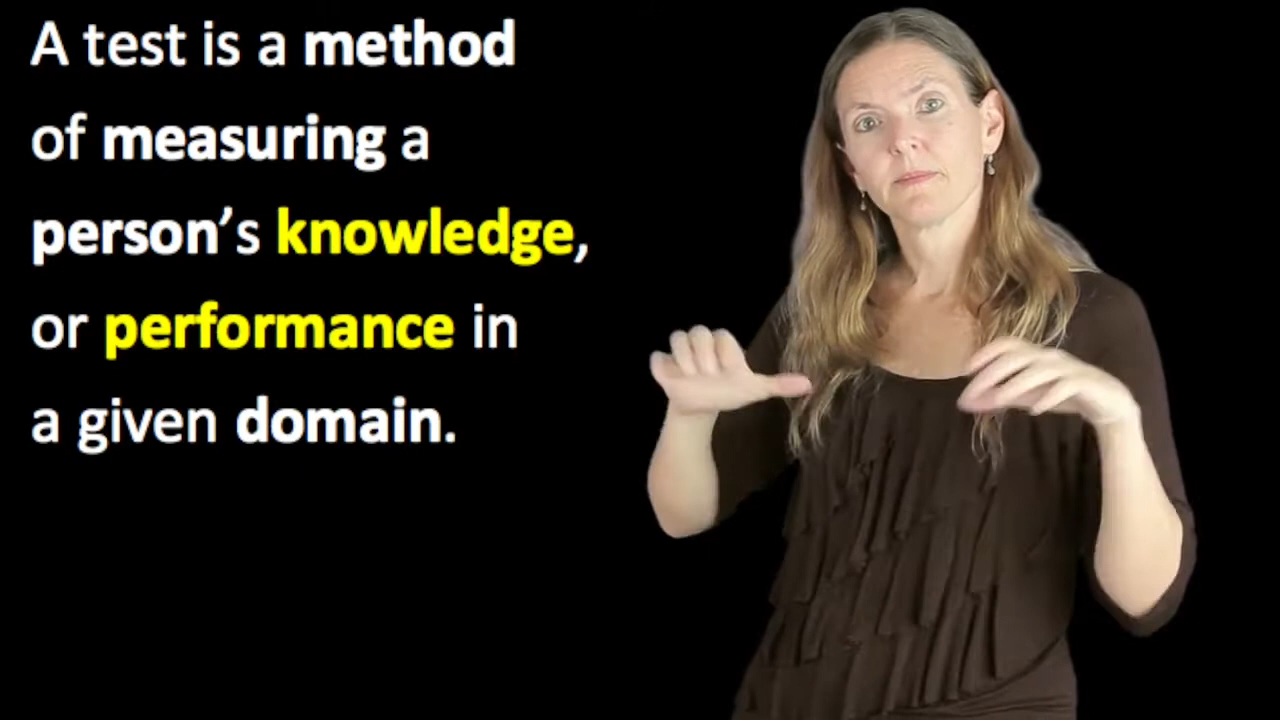 A test is a method
of measuring a
person’s knowledge,
or performance in
a given domain.